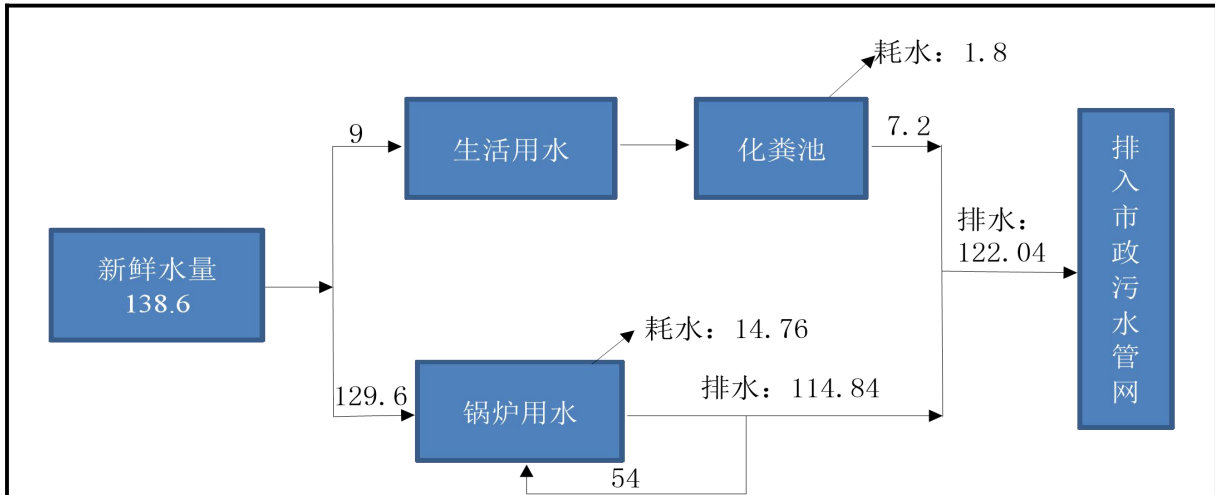 耗水：1.8
9
生活用水
化粪池
7.2
排水：
122.04
排入市政污水管网
新鲜水量
138.6
耗水：14.76
129.6
锅炉用水
排水：114.84
54